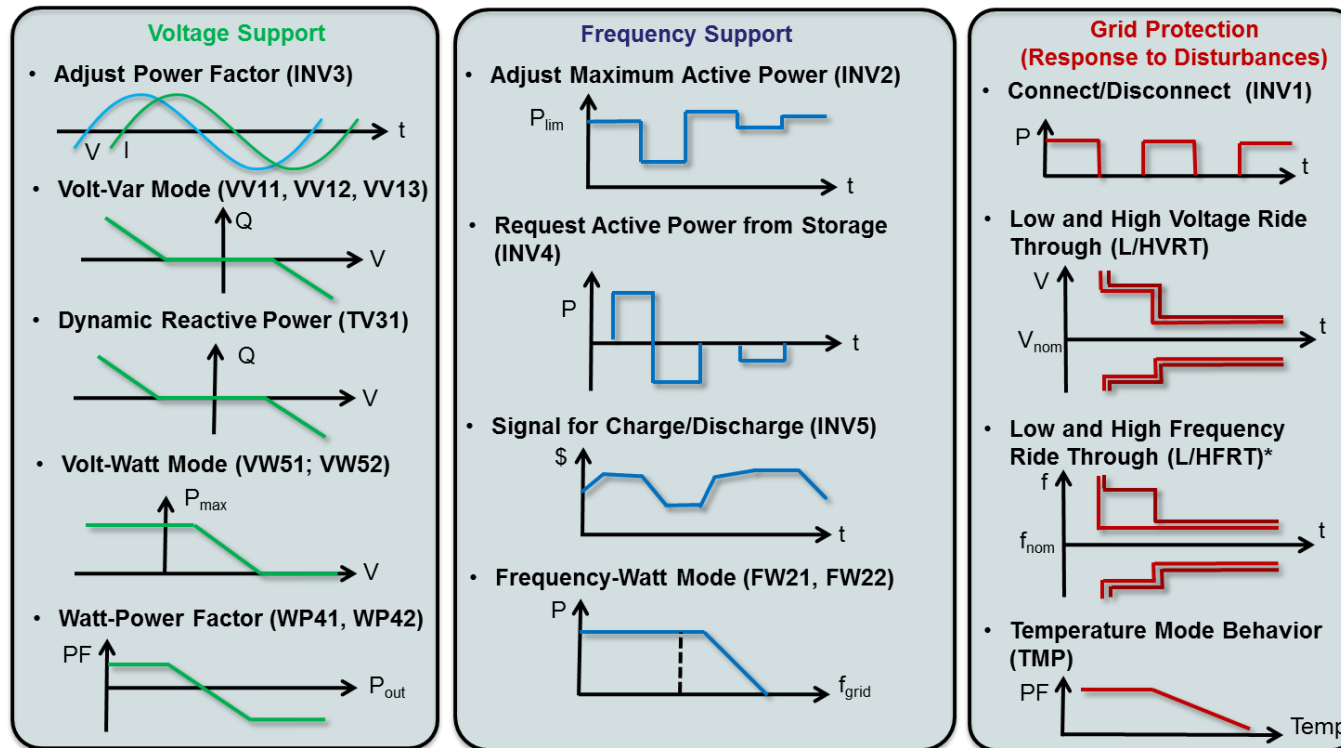 Voltage Support
• Adjust Power Factor (INV3)
t
V I
• Volt-Var Mode (VV11, VV12, VV13)
Q
V
• Dynamic Reactive Power (TV31)
Q
V
• Volt-Watt Mode (VW51; VW52)
Pmax
V
• Watt-Power Factor (WP41, WP42)
PF
Pout
Frequency Support
• Adjust Maximum Active Power (INV2)
Plim
t
• Request Active Power from Storage
(INV4)
P
t
• Signal for Charge/Discharge (INV5)
$
t
• Frequency-Watt Mode (FW21, FW22)
P
fgrid
Grid Protection
(Response to Disturbances)
• Connect/Disconnect (INV1)
P
t
• Low and High Voltage Ride
Through (L/HVRT)
V
t
Vnom
• Low and High Frequency
Ride Through (L/HFRT)*
f
t
fnom
• Temperature Mode Behavior
(TMP)
PF
Temp